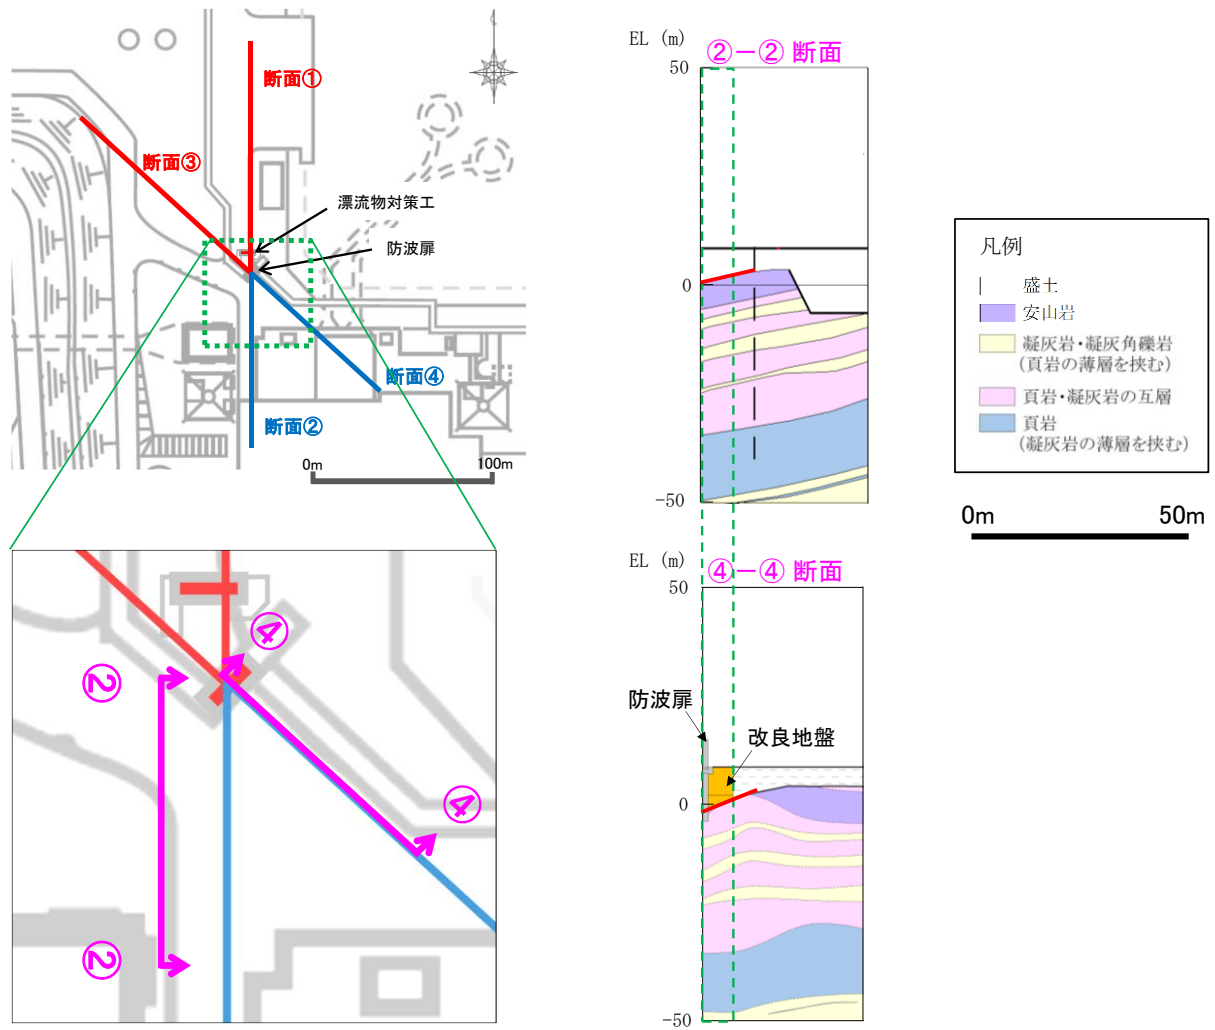 断面①
断面③
漂流物対策工
防波扉
断面④
断面②
0m 100m
②
④
④
②
EL (m)
②－②断面
50
0
-50
EL (m)
④－④断面
50
防波扉
改良地盤
0
-50
凡例
盛土
安山岩
凝灰岩・凝灰角礫岩
(頁岩の薄層を挟む)
頁岩・凝灰岩の互層
頁岩
(凝灰岩の薄層を挟む)
0m 50m